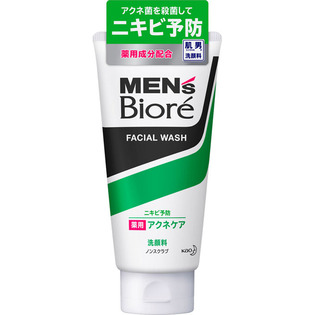 アクネ菌を殺菌して
ニキビ予防
薬用成分配合
肌男
洗顔料
MEN's
Bioré
FACIAL WASH
ニキビ予防
薬用 アクネケア
洗顔料
ノンスクラブ
Kao